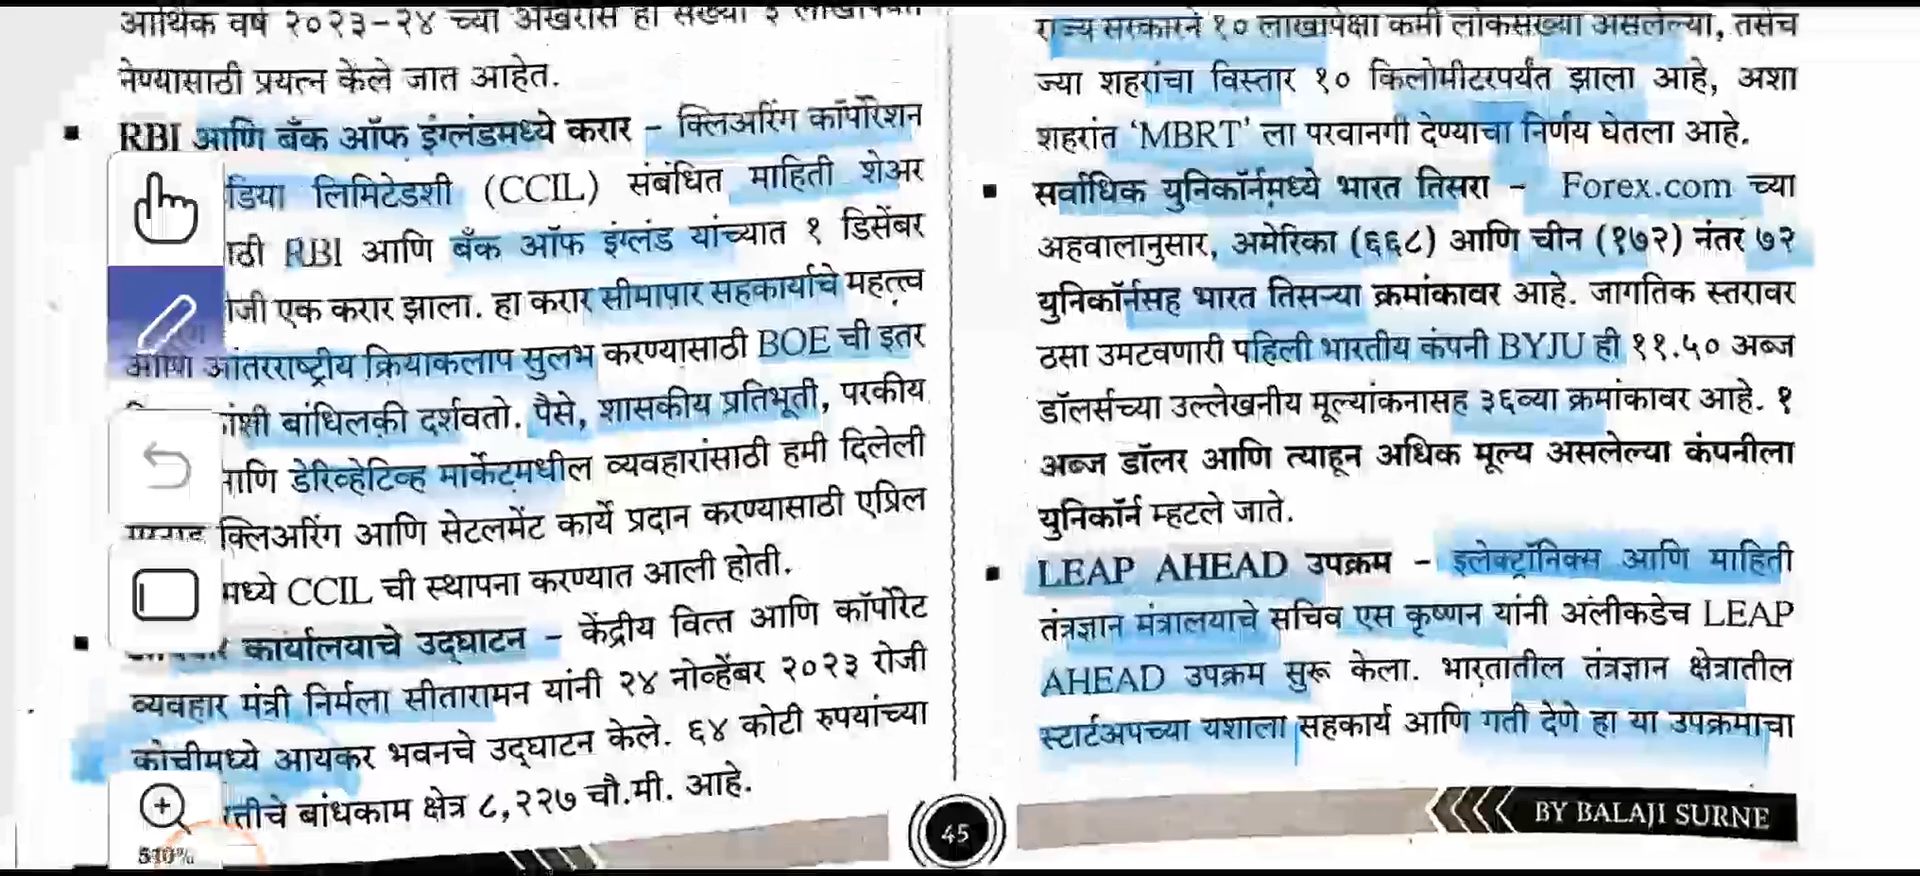 आर्थिक वर्ष २०२३-२४ च्या अखेरीस ही संख्या
नेण्यासाठी प्रयत्न केले जात आहेत.
RBI आणि बँक ऑफ इंग्लंडमध्ये करार – क्लिअरिंग कॉर्पोरेशन
डिया लिमिटेडशी (CCIL) संबंधित माहिती शेअर
ाठी RBI आणि बँक ऑफ इंग्लंड यांच्यात १ डिसेंबर
ोजी एक करार झाला. हा करार सीमापार सहकार्याचे महत्त्व
आणि आंतरराष्ट्रीय क्रियाकलाप सुलभ करण्यासाठी BOE ची इतर
ांशी बांधिलकी दर्शवतो. पैसे, शासकीय प्रतिभूती, परकीय
ाणि डेरिव्हेटिव्ह मार्केटमधील व्यवहारांसाठी हमी दिलेली
क्लिअरिंग आणि सेटलमेंट कार्ये प्रदान करण्यासाठी एप्रिल
मध्ये CCIL ची स्थापना करण्यात आली होती.
कार्यालयाचे उद्घाटन – केंद्रीय वित्त आणि कॉर्पोरेट
व्यवहार मंत्री निर्मला सीतारामन यांनी २४ नोव्हेंबर २०२३ रोजी
कोचीमध्ये आयकर भवनचे उद्घाटन केले. ६४ कोटी रुपयांच्या
तीचे बांधकाम क्षेत्र ८,२२७ चौ.मी. आहे.
राज्य सरकारने १० लाखांपेक्षा कमी लोकसंख्या असलेल्या, तसेच
ज्या शहरांचा विस्तार १० किलोमीटरपर्यंत झाला आहे, अशा
शहरांत ‘MBRT’ ला परवानगी देण्याचा निर्णय घेतला आहे.
सर्वाधिक युनिकॉर्नमध्ये भारत तिसरा – Forex.com च्या
अहवालानुसार, अमेरिका (६६८) आणि चीन (१७२) नंतर ७२
युनिकॉर्नसह भारत तिसऱ्या क्रमांकावर आहे. जागतिक स्तरावर
ठसा उमटवणारी पहिली भारतीय कंपनी BYJU ही ११.५० अब्ज
डॉलर्सच्या उल्लेखनीय मूल्यांकनासह ३६व्या क्रमांकावर आहे. १
अब्ज डॉलर आणि त्याहून अधिक मूल्य असलेल्या कंपनीला
युनिकॉर्न म्हटले जाते.
LEAP AHEAD उपक्रम – इलेक्ट्रॉनिक्स आणि माहिती
तंत्रज्ञान मंत्रालयाचे सचिव एस कृष्णन यांनी अलीकडेच LEAP
AHEAD उपक्रम सुरू केला. भारतातील तंत्रज्ञान क्षेत्रातील
स्टार्टअपच्या यशाला सहकार्य आणि गती देणे हा या उपक्रमाचा
45
BY BALAJI SURNE